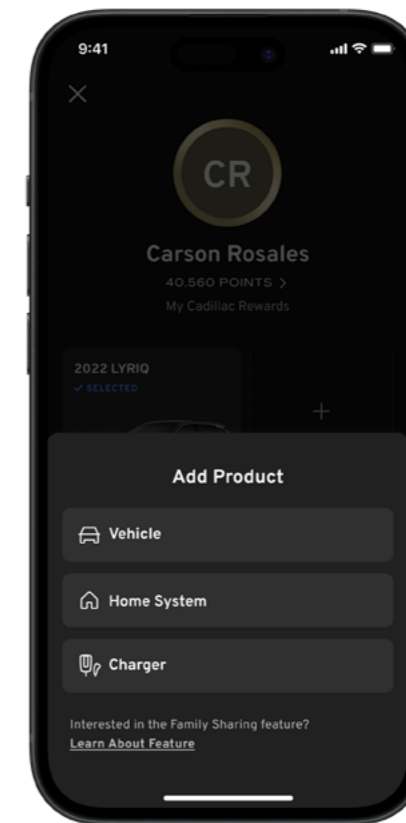 9:41
CR
Carson Rosales
40.560 POINTS >
My Cadillac Rewards
2022 LYRIQ
✓ SELECTED
+
Add Product
Vehicle
Home System
Charger
Interested in the Family Sharing feature?
Learn About Feature